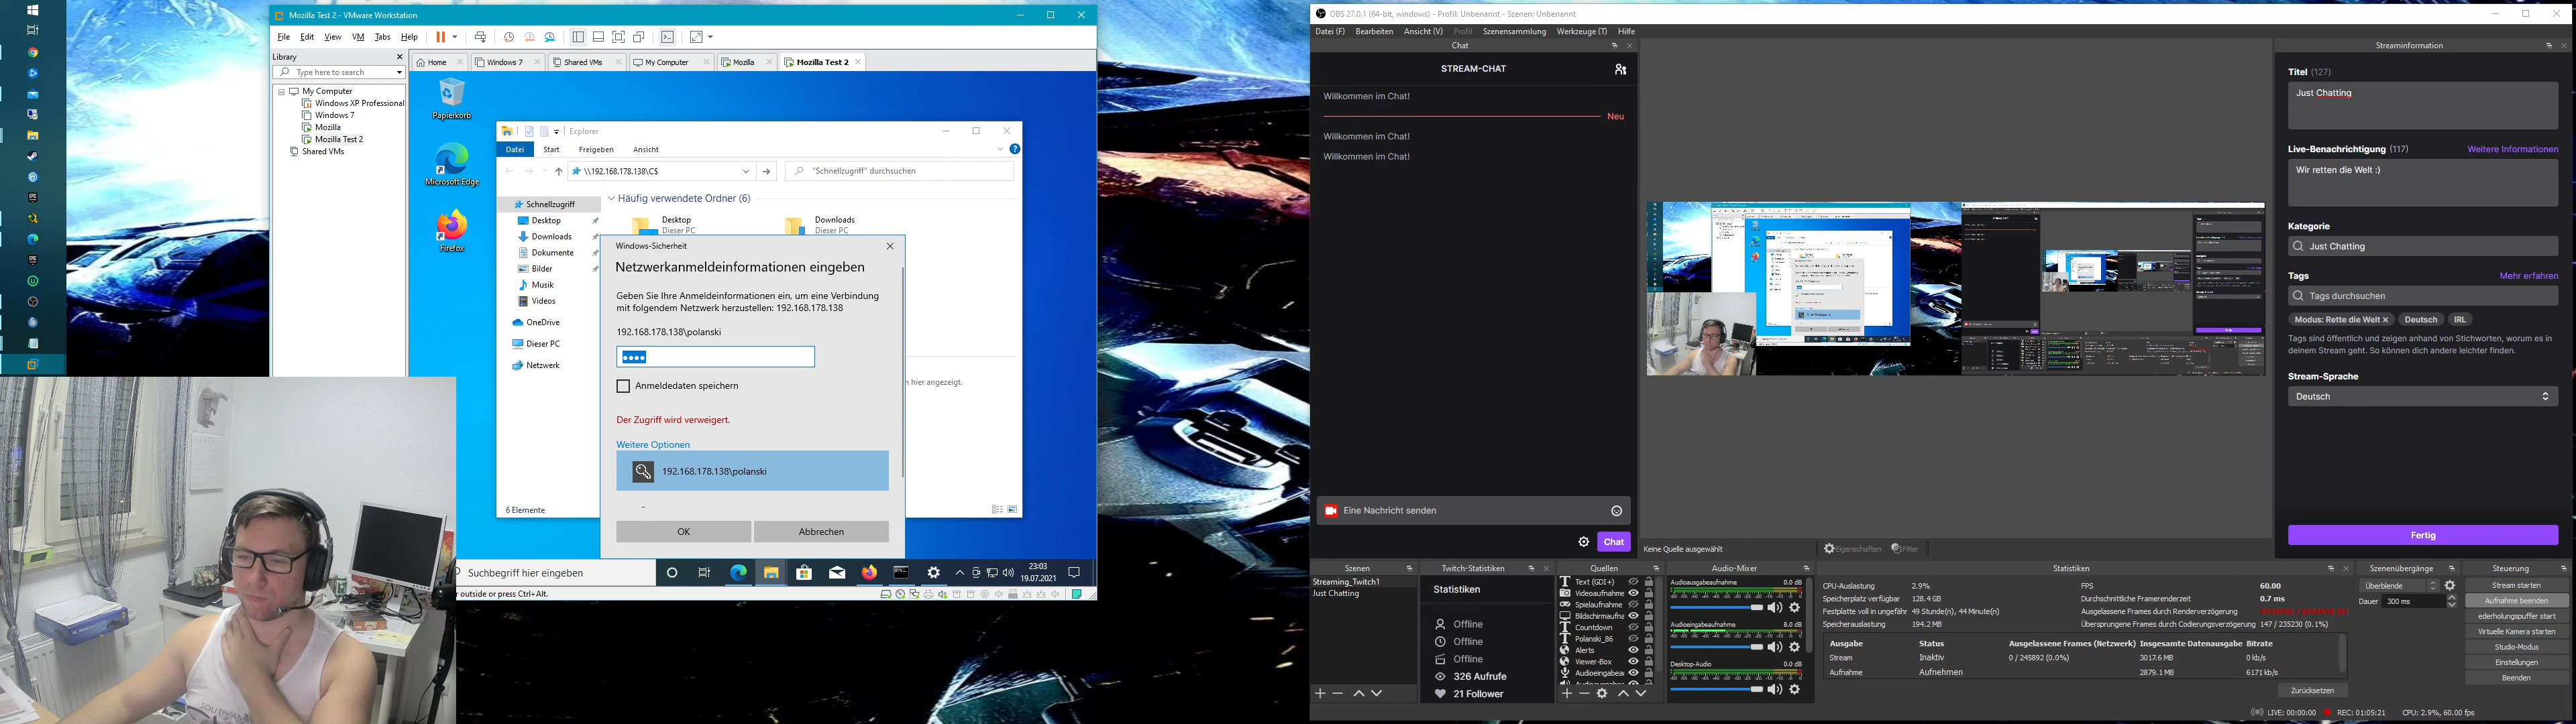 Mozilla Test 2 - VMware Workstation
File Edit View VM Tabs Help
Library
Type here to search
My Computer
Windows XP Professional
Windows 7
Mozilla
Mozilla Test 2
Shared VMs
Home
Windows 7
Shared VMs
My Computer
Mozilla
Mozilla Test 2
Papierkorb
Microsoft Edge
Firefox
Explorer
Datei Start Freigeben Ansicht
\\192.168.178.138\C$
"Schnellzugriff" durchsuchen
Schnellzugriff
Desktop
Downloads
Dokumente
Bilder
Musik
Videos
OneDrive
Dieser PC
Netzwerk
Häufig verwendete Ordner (6)
Desktop
Dieser PC
Downloads
Dieser PC
n hier angezeigt.
6 Elemente
Windows-Sicherheit
Netzwerkanmeldeinformationen eingeben
Geben Sie Ihre Anmeldeinformationen ein, um eine Verbindung
mit folgendem Netzwerk herzustellen: 192.168.178.138
192.168.178.138\polanski
Anmeldedaten speichern
Der Zugriff wird verweigert.
Weitere Optionen
192.168.178.138\polanski
OK Abbrechen
Suchbegriff hier eingeben
23:03
19.07.2021
outside or press Ctrl+Alt.
OBS 27.0.1 (64-bit, windows) - Profil: Unbenannt - Szenen: Unbenannt
Datei (F) Bearbeiten Ansicht (V) Profil Szenensammlung Werkzeuge (T) Hilfe
Chat
STREAM-CHAT
Willkommen im Chat!
Neu
Willkommen im Chat!
Willkommen im Chat!
Eine Nachricht senden
Chat
Streaminformation
Titel (127)
Just Chatting
Live-Benachrichtigung (117) Weitere Informationen
Wir retten die Welt :)
Kategorie
Just Chatting
Tags Mehr erfahren
Tags durchsuchen
Modus: Rette die Welt Deutsch IRL
Tags sind öffentlich und zeigen anhand von Stichworten, worum es in
deinem Stream geht. So können dich andere leichter finden.
Stream-Sprache
Deutsch
Fertig
Keine Quelle ausgewählt
Eigenschaften Filter
Szenen
Streaming_Twitch1
Just Chatting
Twitch-Statistiken
Statistiken
Offline
Offline
Offline
326 Aufrufe
21 Follower
Quellen
Text (GDI+)
Videoaufnahme
Spielaufnahme
Bildschirmaufna
Countdown
Polanski_86
Alerts
Viewer-Box
Audioeingabeau
Audio-Mixer
Audioausgabeaufnahme 0.0 dB
Audioeingabeaufnahme 8.0 dB
Desktop-Audio 0.0 dB
Statistiken
CPU-Auslastung 2.9%
Speicherplatz verfügbar 128.4 GB
Festplatte voll in ungefähr 49 Stunde(n), 44 Minute(n)
Speicherauslastung 194.2 MB
FPS 60.00
Durchschnittliche Framerenderzeit 0.7 ms
Ausgelassene Frames durch Renderverzögerung
Übersprungene Frames durch Codierungsverzögerung 147 / 235230 (0.1%)
Ausgabe Status Ausgelassene Frames (Netzwerk) Insgesamte Datenausgabe Bitrate
Stream Inaktiv 0 / 245892 (0.0%) 3017.6 MB 0 kb/s
Aufnahme Aufnehmen 2879.1 MB 6171 kb/s
Zurücksetzen
Szenenübergänge
Überblende
Dauer 300 ms
Steuerung
Stream starten
Aufnahme beenden
ederholungspuffer start
Virtuelle Kamera starten
Studio-Modus
Einstellungen
Beenden
LIVE: 00:00:00 REC: 01:05:21 CPU: 2.9%, 60.00 fps